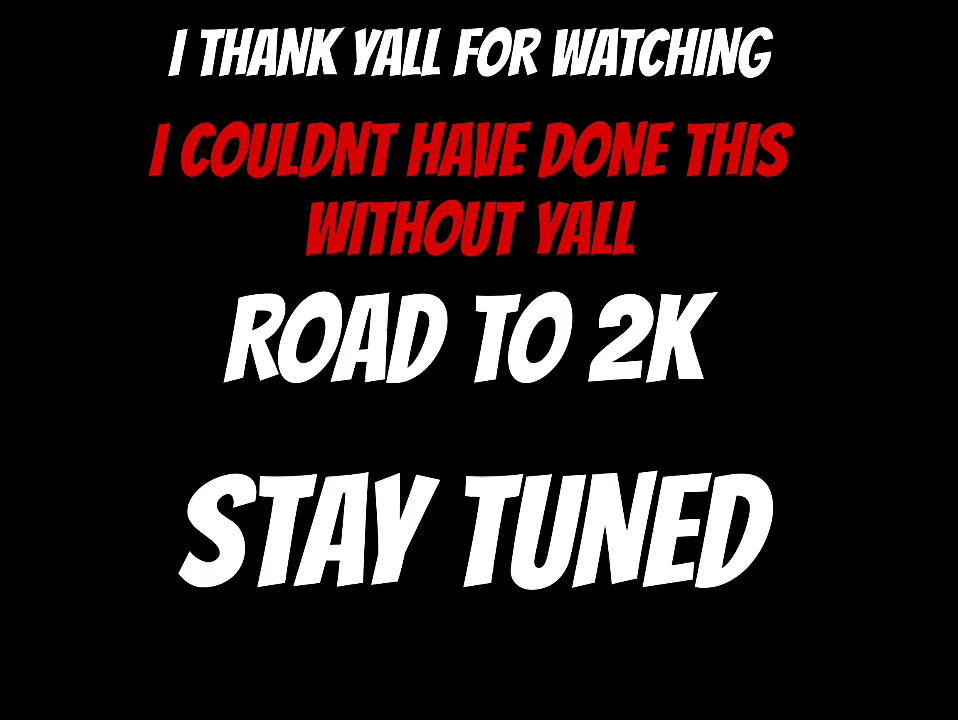 I THANK YALL FOR WATCHING
I COULDNT HAVE DONE THIS
WITHOUT YALL
ROAD TO 2K
STAY TUNED